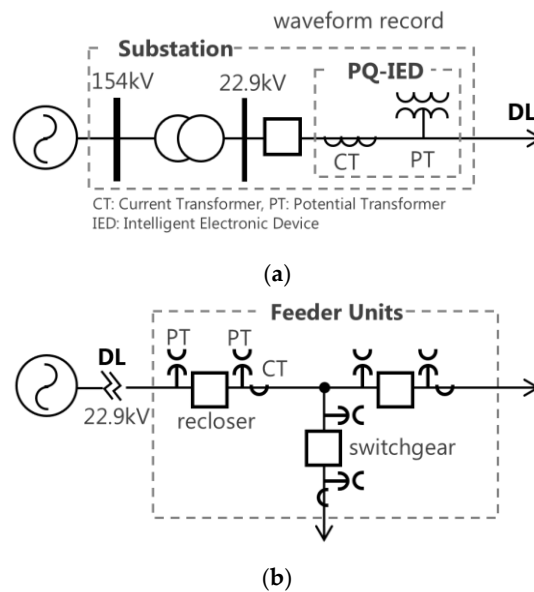 waveform record
Substation
154kV
22.9kV
PQ-IED
DL
CT
PT
CT: Current Transformer, PT: Potential Transformer
IED: Intelligent Electronic Device
(a)
Feeder Units
PT
PT
CT
DL
22.9kV
recloser
switchgear
(b)